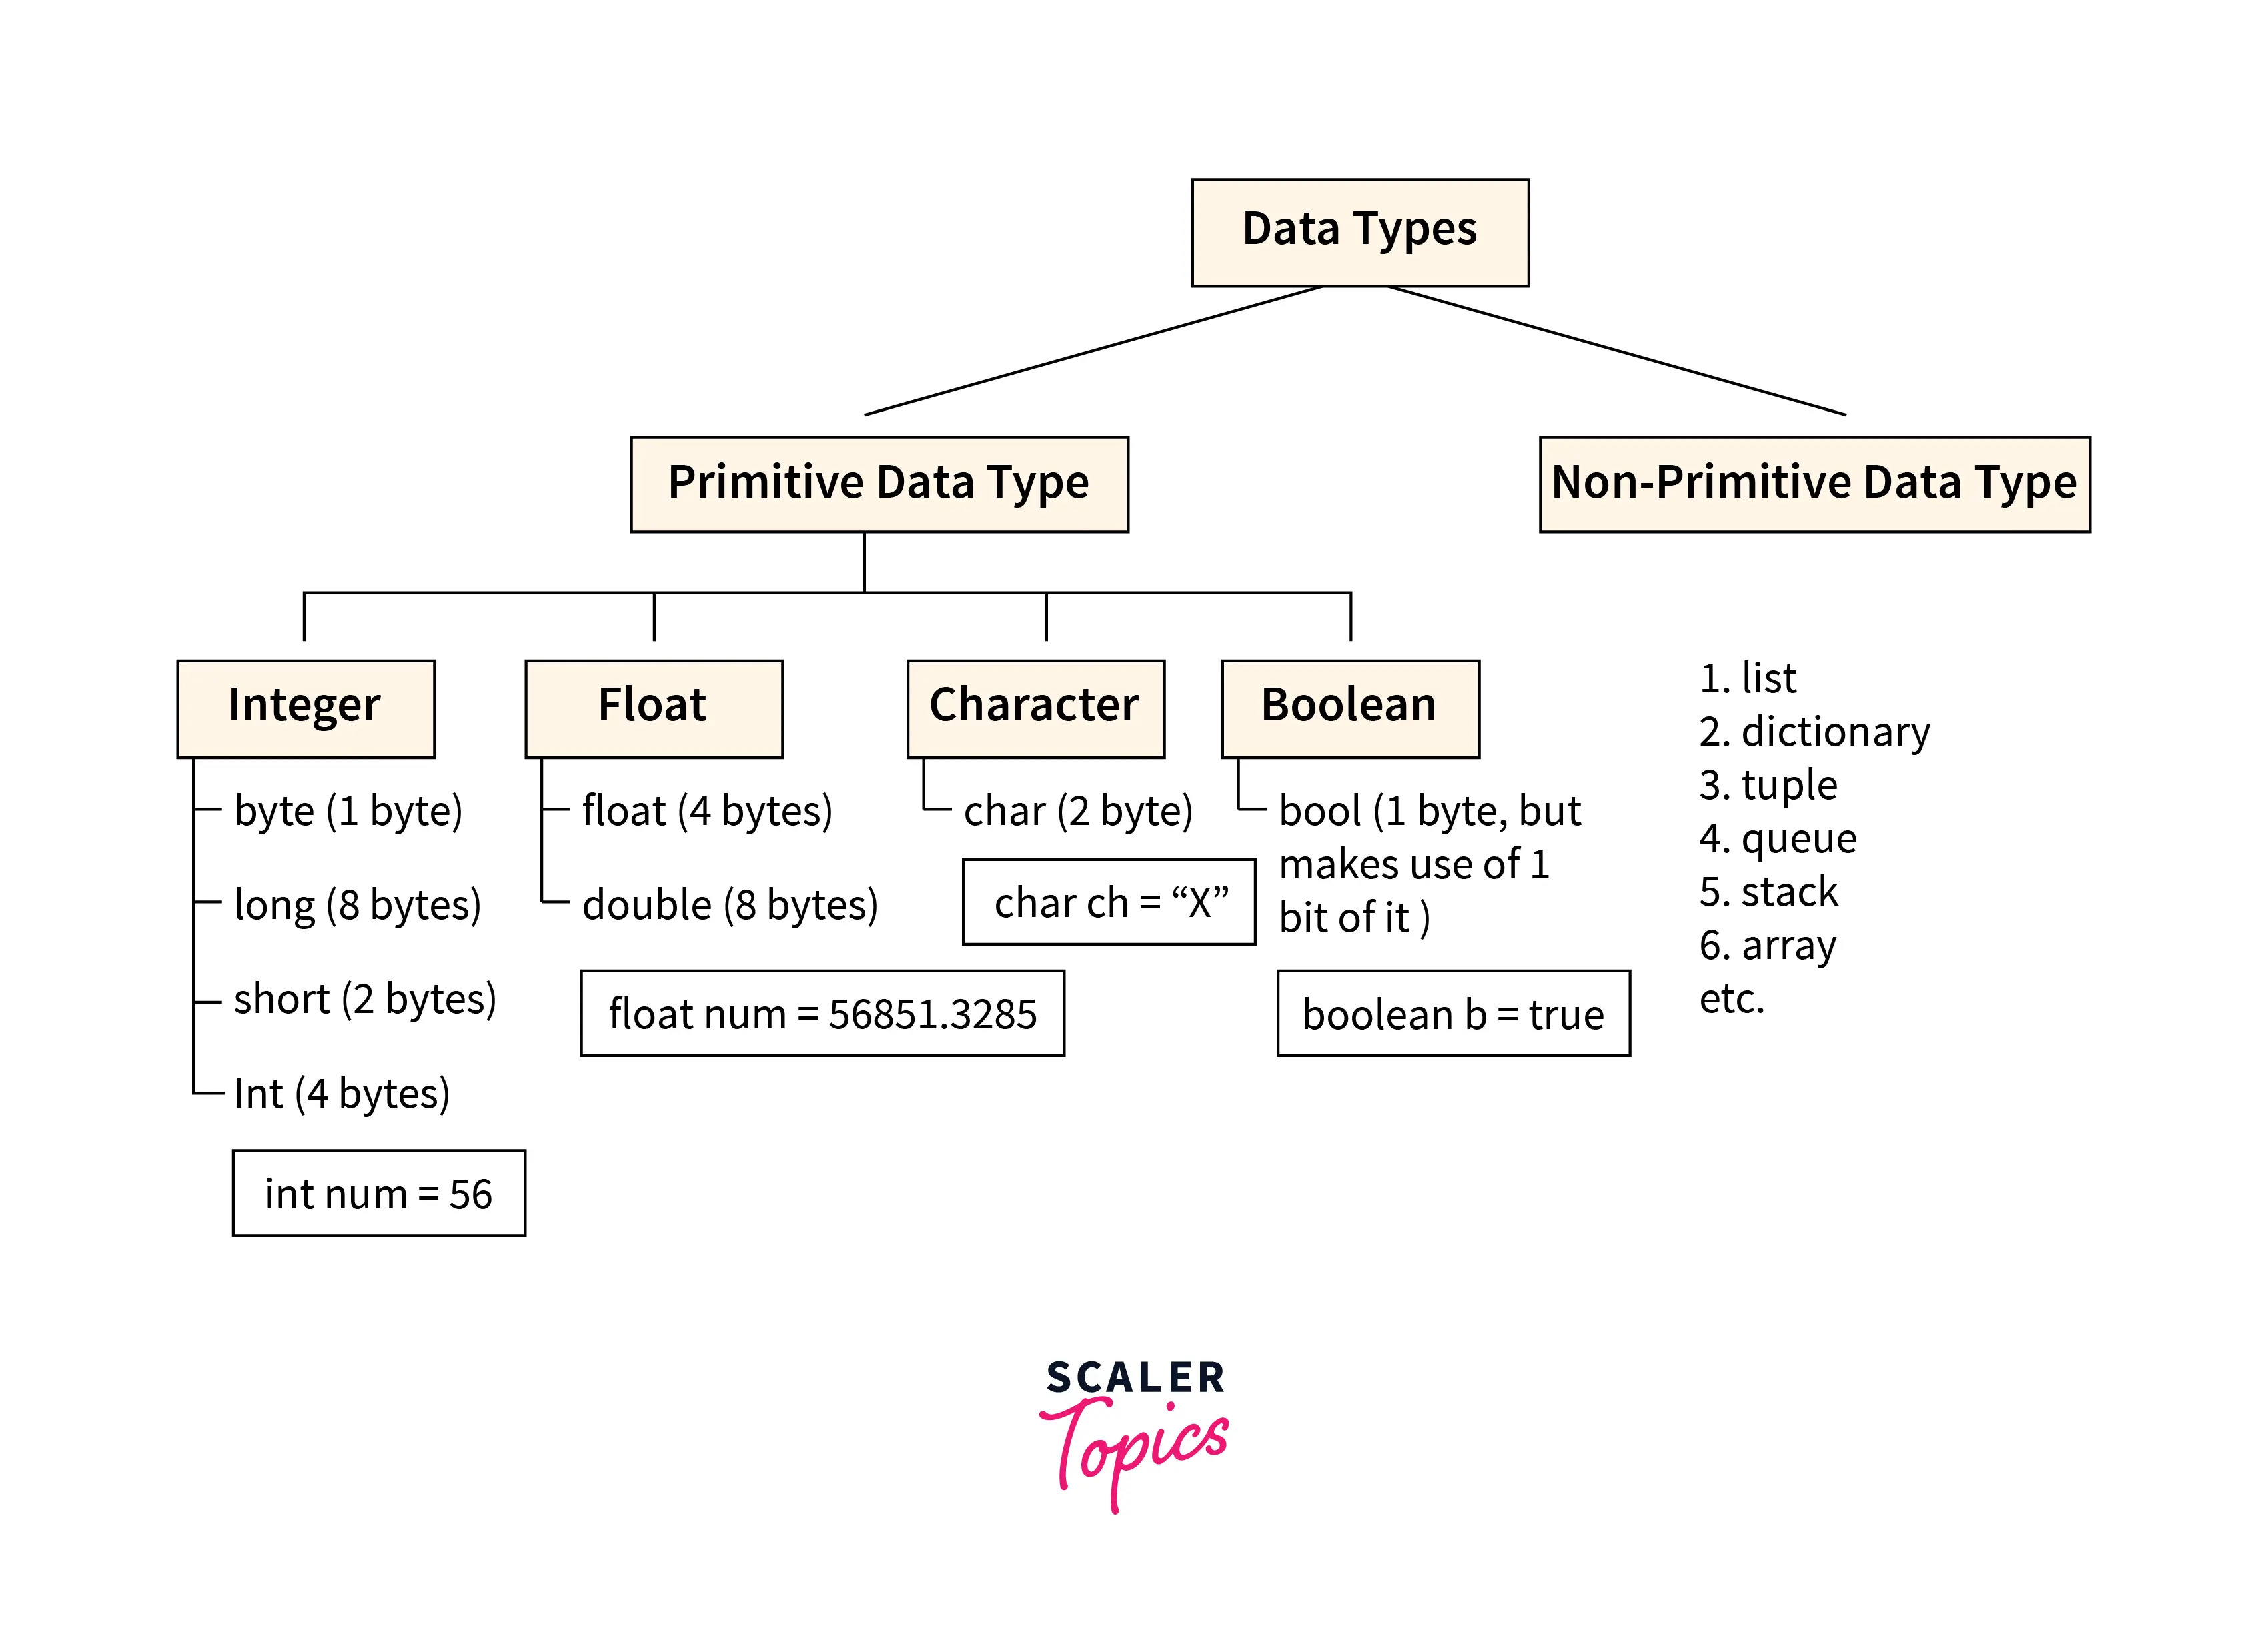 Data Types
Primitive Data Type
Non-Primitive Data Type
Integer
byte (1 byte)
long (8 bytes)
short (2 bytes)
Int (4 bytes)
int num = 56
Float
float (4 bytes)
double (8 bytes)
float num = 56851.3285
Character
char (2 byte)
char ch = “X”
Boolean
bool (1 byte, but
makes use of 1
bit of it )
boolean b = true
1. list
2. dictionary
3. tuple
4. queue
5. stack
6. array
etc.
SCALER
Topics